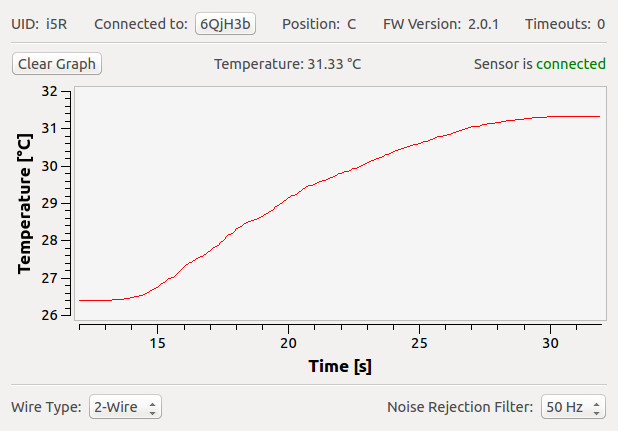 UID: i5R Connected to: 6QjH3b Position: C FW Version: 2.0.1 Timeouts: 0
Clear Graph Temperature: 31.33 °C Sensor is connected
32
31
30
29
28
27
26
Temperature [°C]
15 20 25 30
Time [s]
Wire Type: 2-Wire Noise Rejection Filter: 50 Hz